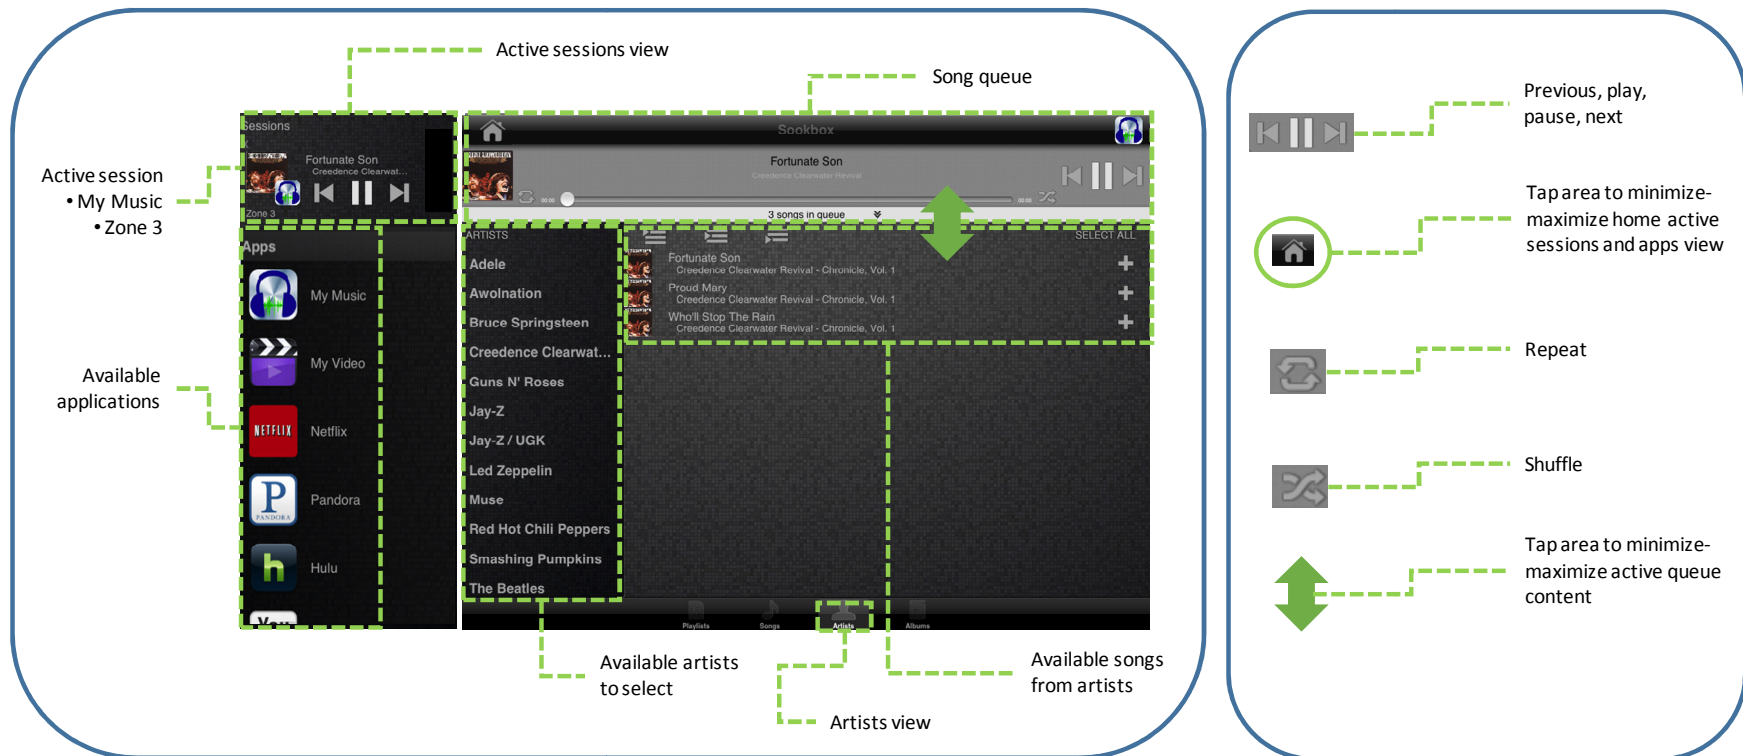 Active sessions view
Song queue
Active session
• My Music
• Zone 3
Available
applications
Sessions
Fortunate Son
Creedence Clearwat...
Zone 3
Apps
My Music
My Video
NETFLIX
Netflix
P
PANDORA
Pandora
h
Hulu
You
Sookbox
Fortunate Son
Creedence Clearwater Revival
3 songs in queue
ARTISTS
SELECT ALL
Adele
Awolnation
Bruce Springsteen
Creedence Clearwat...
Guns N' Roses
Jay-Z
Jay-Z / UGK
Led Zeppelin
Muse
Red Hot Chili Peppers
Smashing Pumpkins
The Beatles
Fortunate Son
Creedence Clearwater Revival - Chronicle, Vol. 1
Proud Mary
Creedence Clearwater Revival - Chronicle, Vol. 1
Who'll Stop The Rain
Creedence Clearwater Revival - Chronicle, Vol. 1
Playlists
Songs
Artists
Albums
Available artists
to select
Artists view
Available songs
from artists
Previous, play,
pause, next
Tap area to minimize-
maximize home active
sessions and apps view
Repeat
Shuffle
Tap area to minimize-
maximize active queue
content